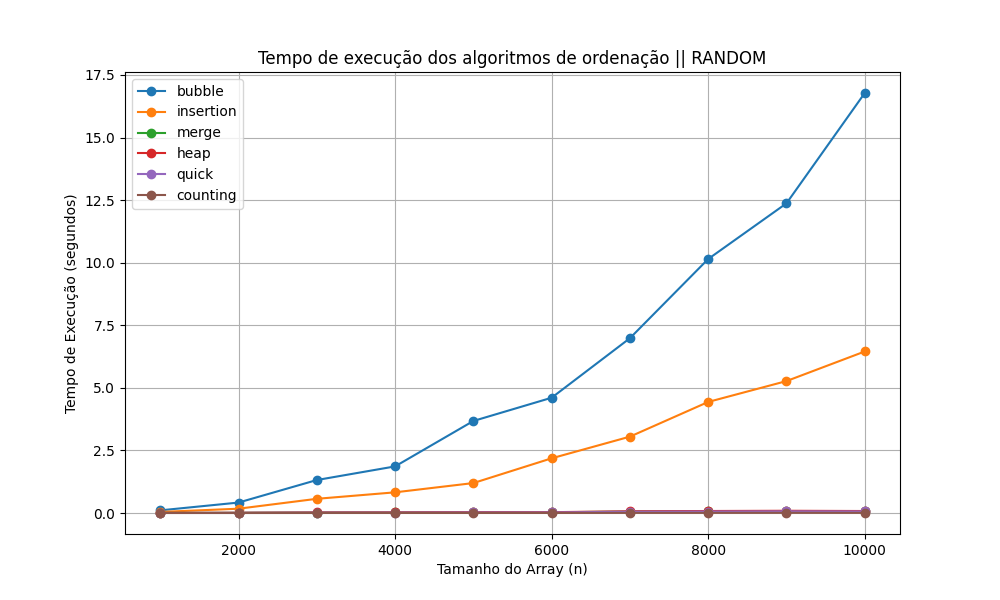 Tempo de execução dos algoritmos de ordenação || RANDOM
bubble
insertion
merge
heap
quick
counting
Tempo de Execução (segundos)
17.5
15.0
12.5
10.0
7.5
5.0
2.5
0.0
2000 4000 6000 8000 10000
Tamanho do Array (n)